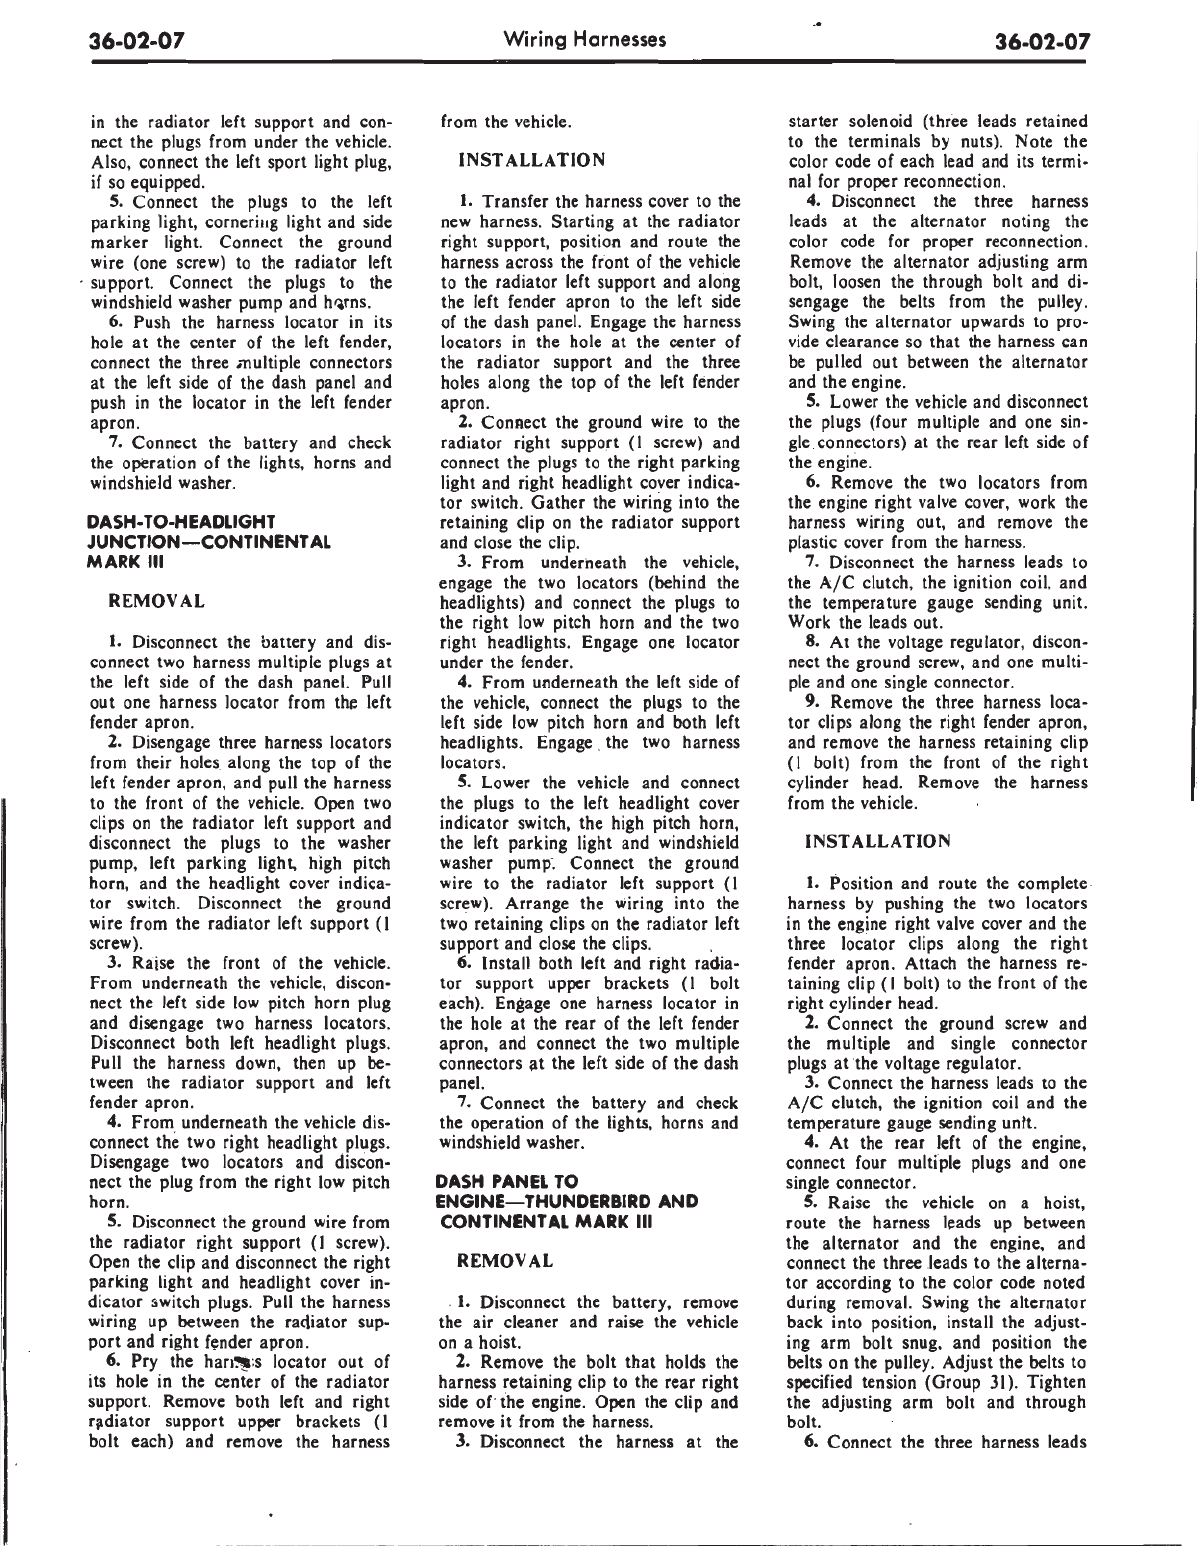 36-02-07
Wiring Harnesses
36-02-07
in the radiator left support and con-
nect the plugs from under the vehicle.
Also, connect the left sport light plug,
if so equipped.
5. Connect the plugs to the left
parking light, cornering light and side
marker light. Connect the ground
wire (one screw) to the radiator left
support. Connect the plugs to the
windshield washer pump and horns.
6. Push the harness locator in its
hole at the center of the left fender,
connect the three multiple connectors
at the left side of the dash panel and
push in the locator in the left fender
apron.
7. Connect the battery and check
the operation of the lights, horns and
windshield washer.
DASH-TO-HEADLIGHT
JUNCTION—CONTINENTAL
MARK III
REMOVAL
1. Disconnect the battery and dis-
connect two harness multiple plugs at
the left side of the dash panel. Pull
out one harness locator from the left
fender apron.
2. Disengage three harness locators
from their holes along the top of the
left fender apron, and pull the harness
to the front of the vehicle. Open two
clips on the radiator left support and
disconnect the plugs to the washer
pump, left parking light, high pitch
horn, and the headlight cover indica-
tor switch. Disconnect the ground
wire from the radiator left support (1
screw).
3. Raise the front of the vehicle.
From underneath the vehicle, discon-
nect the left side low pitch horn plug
and disengage two harness locators.
Disconnect both left headlight plugs.
Pull the harness down, then up be-
tween the radiator support and left
fender apron.
4. From underneath the vehicle dis-
connect the two right headlight plugs.
Disengage two locators and discon-
nect the plug from the right low pitch
horn.
5. Disconnect the ground wire from
the radiator right support (1 screw).
Open the clip and disconnect the right
parking light and headlight cover in-
dicator switch plugs. Pull the harness
wiring up between the radiator sup-
port and right fender apron.
6. Pry the harness locator out of
its hole in the center of the radiator
support. Remove both left and right
radiator support upper brackets (1
bolt each) and remove the harness
from the vehicle.
INSTALLATION
1. Transfer the harness cover to the
new harness. Starting at the radiator
right support, position and route the
harness across the front of the vehicle
to the radiator left support and along
the left fender apron to the left side
of the dash panel. Engage the harness
locators in the hole at the center of
the radiator support and the three
holes along the top of the left fender
apron.
2. Connect the ground wire to the
radiator right support (1 screw) and
connect the plugs to the right parking
light and right headlight cover indica-
tor switch. Gather the wiring into the
retaining clip on the radiator support
and close the clip.
3. From underneath the vehicle,
engage the two locators (behind the
headlights) and connect the plugs to
the right low pitch horn and the two
right headlights. Engage one locator
under the fender.
4. From underneath the left side of
the vehicle, connect the plugs to the
left side low pitch horn and both left
headlights. Engage the two harness
locators.
5. Lower the vehicle and connect
the plugs to the left headlight cover
indicator switch, the high pitch horn,
the left parking light and windshield
washer pump. Connect the ground
wire to the radiator left support (1
screw). Arrange the wiring into the
two retaining clips on the radiator left
support and close the clips.
6. Install both left and right radia-
tor support upper brackets (1 bolt
each). Engage one harness locator in
the hole at the rear of the left fender
apron, and connect the two multiple
connectors at the left side of the dash
panel.
7. Connect the battery and check
the operation of the lights, horns and
windshield washer.
DASH PANEL TO
ENGINE—THUNDERBIRD AND
CONTINENTAL MARK III
REMOVAL
1. Disconnect the battery, remove
the air cleaner and raise the vehicle
on a hoist.
2. Remove the bolt that holds the
harness retaining clip to the rear right
side of the engine. Open the clip and
remove it from the harness.
3. Disconnect the harness at the
starter solenoid (three leads retained
to the terminals by nuts). Note the
color code of each lead and its termi-
nal for proper reconnection.
4. Disconnect the three harness
leads at the alternator noting the
color code for proper reconnection.
Remove the alternator adjusting arm
bolt, loosen the through bolt and di-
sengage the belts from the pulley.
Swing the alternator upwards to pro-
vide clearance so that the harness can
be pulled out between the alternator
and the engine.
5. Lower the vehicle and disconnect
the plugs (four multiple and one sin-
gle connectors) at the rear left side of
the engine.
6. Remove the two locators from
the engine right valve cover, work the
harness wiring out, and remove the
plastic cover from the harness.
7. Disconnect the harness leads to
the A/C clutch, the ignition coil, and
the temperature gauge sending unit.
Work the leads out.
8. At the voltage regulator, discon-
nect the ground screw, and one multi-
ple and one single connector.
9. Remove the three harness loca-
tor clips along the right fender apron,
and remove the harness retaining clip
(1 bolt) from the front of the right
cylinder head. Remove the harness
from the vehicle.
INSTALLATION
1. Position and route the complete
harness by pushing the two locators
in the engine right valve cover and the
three locator clips along the right
fender apron. Attach the harness re-
taining clip (1 bolt) to the front of the
right cylinder head.
2. Connect the ground screw and
the multiple and single connector
plugs at the voltage regulator.
3. Connect the harness leads to the
A/C clutch, the ignition coil and the
temperature gauge sending unit.
4. At the rear left of the engine,
connect four multiple plugs and one
single connector.
5. Raise the vehicle on a hoist,
route the harness leads up between
the alternator and the engine, and
connect the three leads to the alterna-
tor according to the color code noted
during removal. Swing the alternator
back into position, install the adjust-
ing arm bolt snug, and position the
belts on the pulley. Adjust the belts to
specified tension (Group 31). Tighten
the adjusting arm bolt and through
bolt.
6. Connect the three harness leads